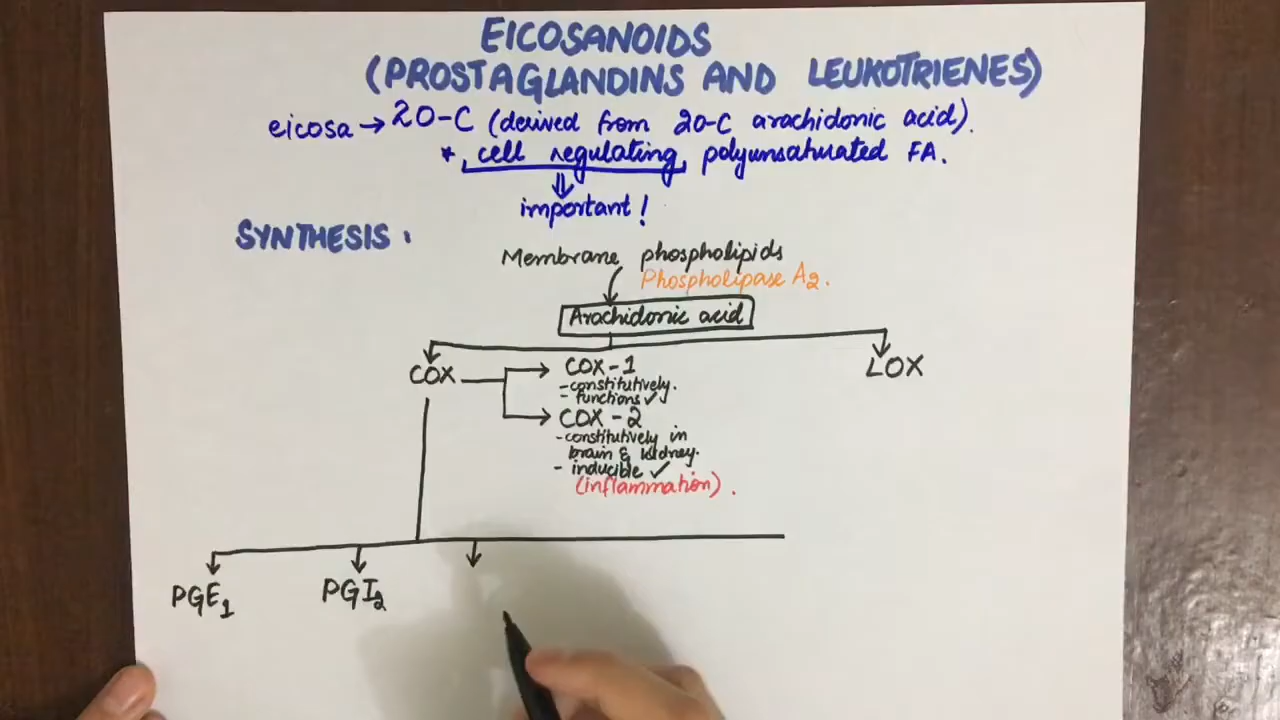 EICOSANOIDS
(PROSTAGLANDINS AND LEUKOTRIENES)
eicosa → 20-C (derived from 20-C arachidonic acid).
* cell regulating polyunsatuated FA.
⇓
important!
SYNTHESIS:
Membrane phospholipids
Phospholipase A2.
Arachidonic acid
COX
COX-1
- constitutively.
- functions ✓
COX-2
- constitutively in
brain & kidney.
- inducible ✓
(inflammation).
LOX
PGE1
PGI2